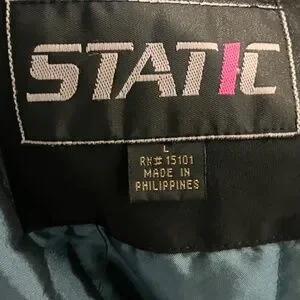 STATIC
L
RN# 15101
MADE IN
PHILIPPINES